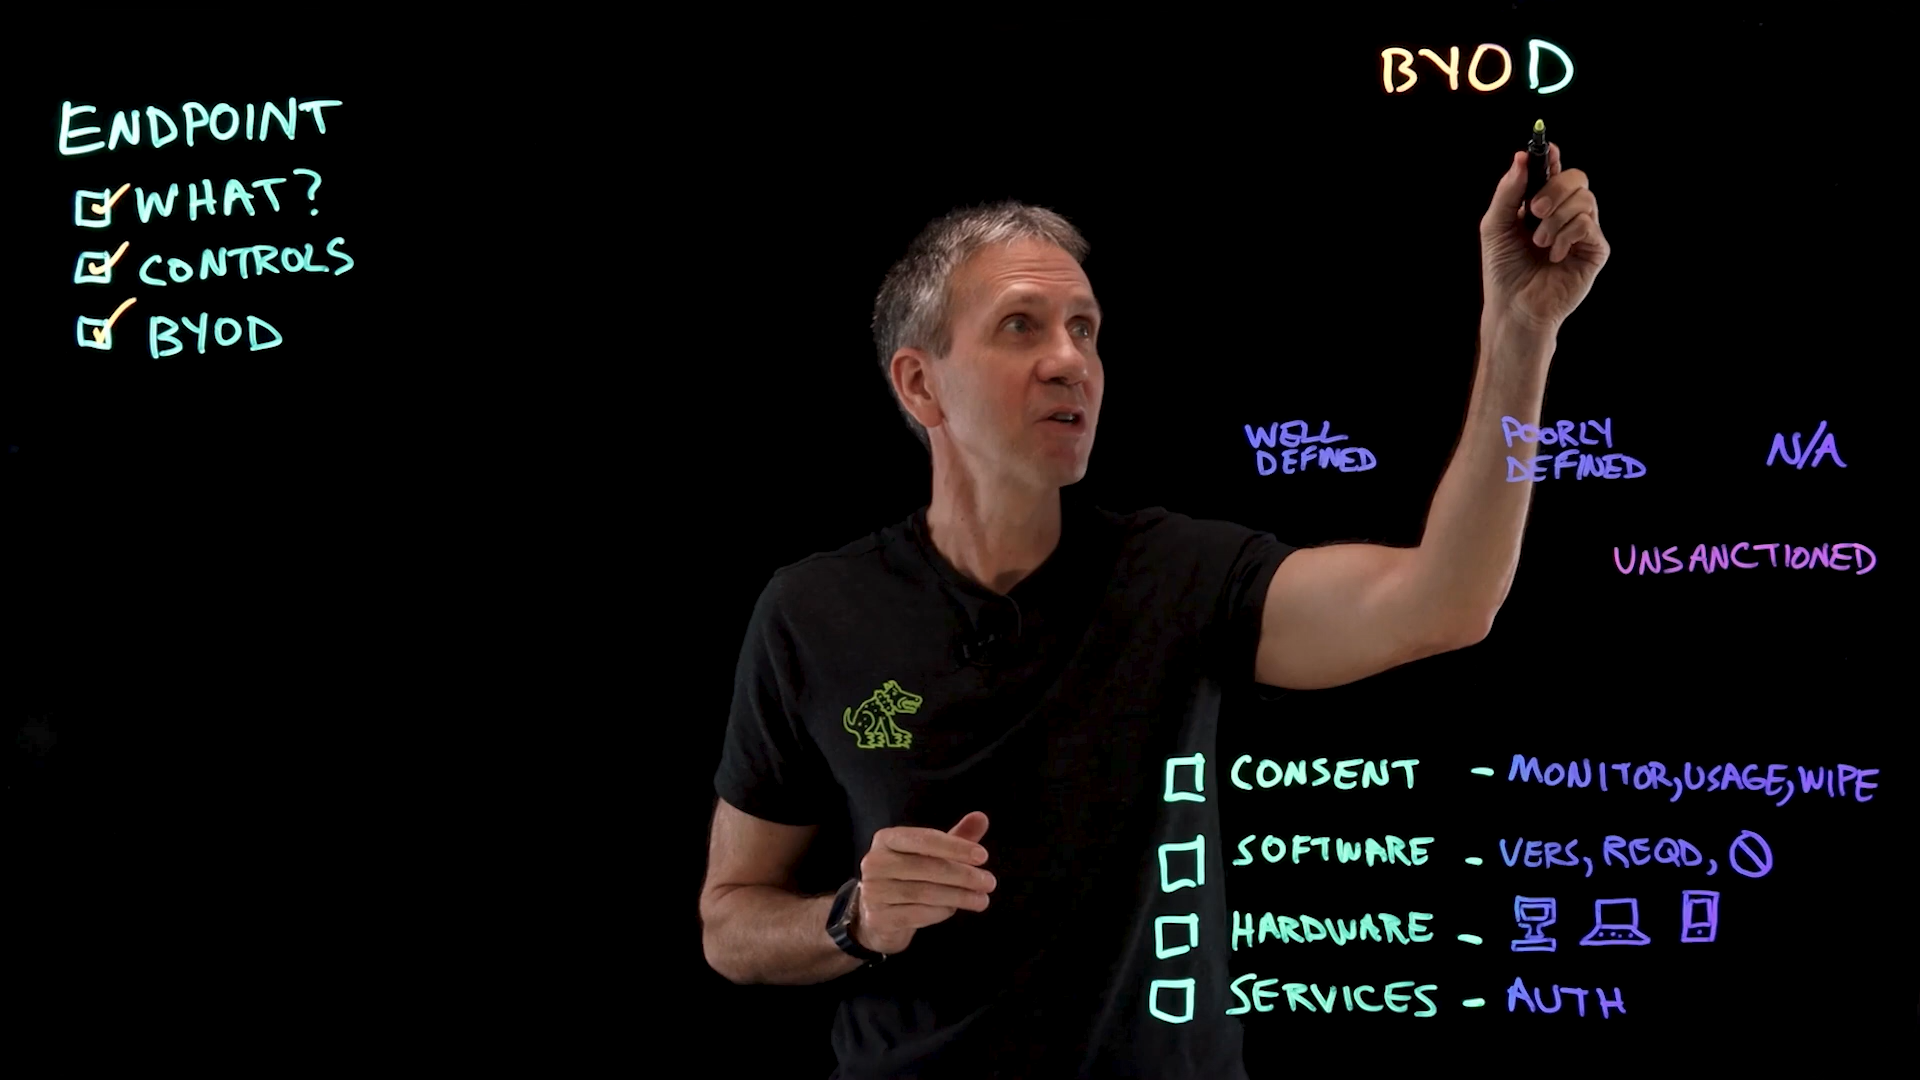 ENDPOINT
WHAT?
CONTROLS
BYOD
BYOD
WELL
DEFINED
POORLY
DEFINED
N/A
UNSANCTIONED
CONSENT - MONITOR, USAGE, WIPE
SOFTWARE - VERS, REQD,
HARDWARE -
SERVICES - AUTH